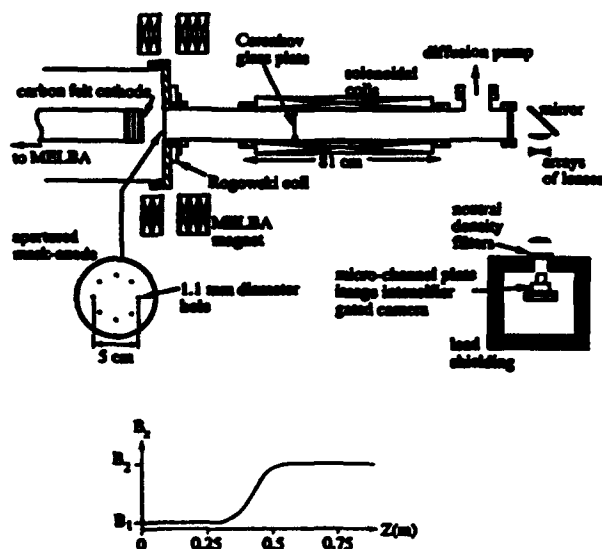 Cerenkov
glass plate
diffusion pump
solenoidal
coils
carbon felt cathode
mirror
to MELBA
81 cm
arrays
of lenses
Rogowski coil
MELBA
magnet
apertured
mask-anode
neutral
density
filters
1.1 mm diameter
hole
micro-channel plate
image intensifier
gated camera
5 cm
lead
shielding
Bz
B2
B1
0
0.25
0.5
0.75
Z(m)